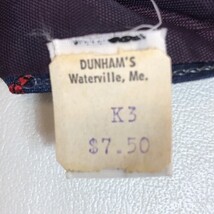 DUNHAM'S
Waterville, Me.
K3
$7.50